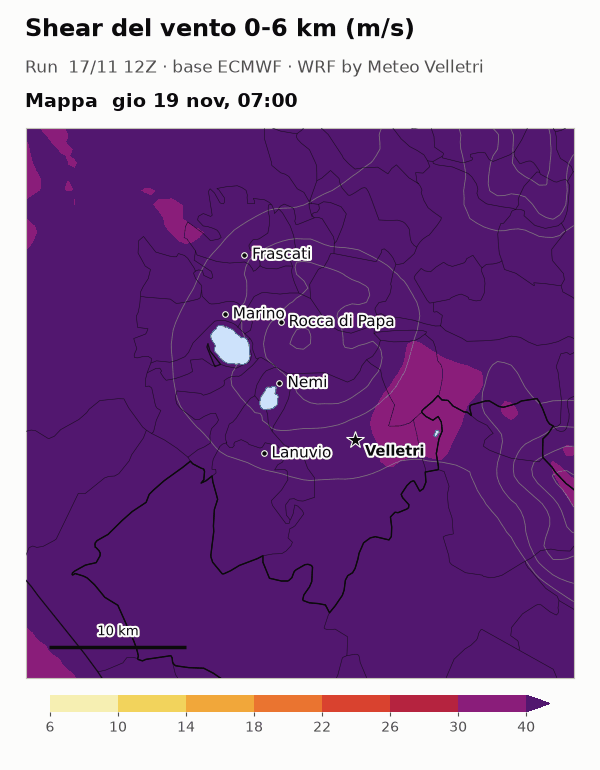 Shear del vento 0-6 km (m/s)
Run  17/11 12Z · base ECMWF · WRF by Meteo Velletri
Mappa  gio 19 nov, 07:00
Frascati
Marino
Rocca di Papa
Nemi
Velletri
Lanuvio
10 km
6 10 14 18 22 26 30 40